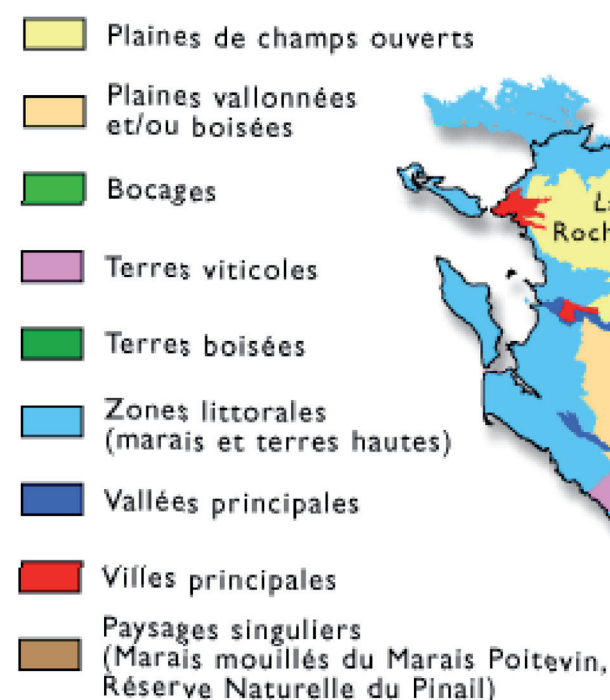 Plaines de champs ouverts
Plaines vallonnées
et/ou boisées
Bocages
Terres viticoles
Terres boisées
Zones littorales
(marais et terres hautes)
Vallées principales
Villes principales
Paysages singuliers
(Marais mouillés du Marais Poitevin,
Réserve Naturelle du Pinail)